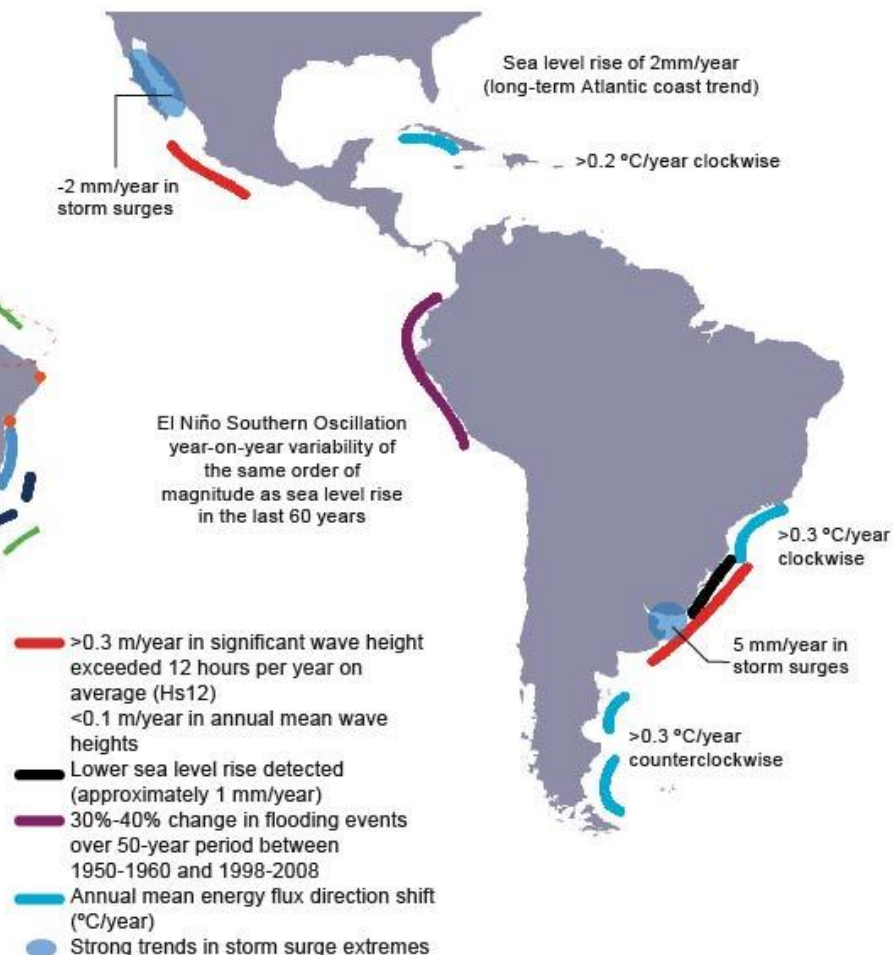 Sea level rise of 2mm/year
(long-term Atlantic coast trend)
>0.2 ºC/year clockwise
-2 mm/year in
storm surges
El Niño Southern Oscillation
year-on-year variability of
the same order of
magnitude as sea level rise
in the last 60 years
>0.3 ºC/year
clockwise
5 mm/year in
storm surges
>0.3 ºC/year
counterclockwise
>0.3 m/year in significant wave height
exceeded 12 hours per year on
average (Hs12)
<0.1 m/year in annual mean wave
heights
Lower sea level rise detected
(approximately 1 mm/year)
30%-40% change in flooding events
over 50-year period between
1950-1960 and 1998-2008
Annual mean energy flux direction shift
(ºC/year)
Strong trends in storm surge extremes